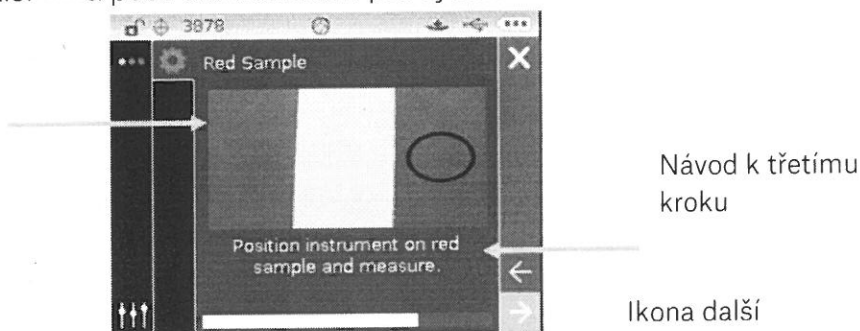 3878
Red Sample
Position instrument on red
sample and measure.
Návod k třetímu
kroku
Ikona další